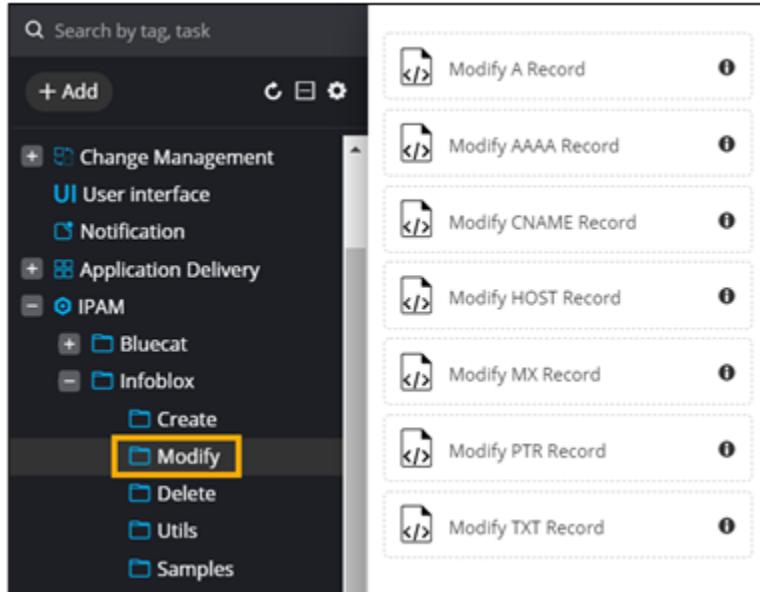 Search by tag, task
+ Add
Change Management
UI User interface
Notification
Application Delivery
IPAM
Bluecat
Infoblox
Create
Modify
Delete
Utils
Samples
Modify A Record
Modify AAAA Record
Modify CNAME Record
Modify HOST Record
Modify MX Record
Modify PTR Record
Modify TXT Record